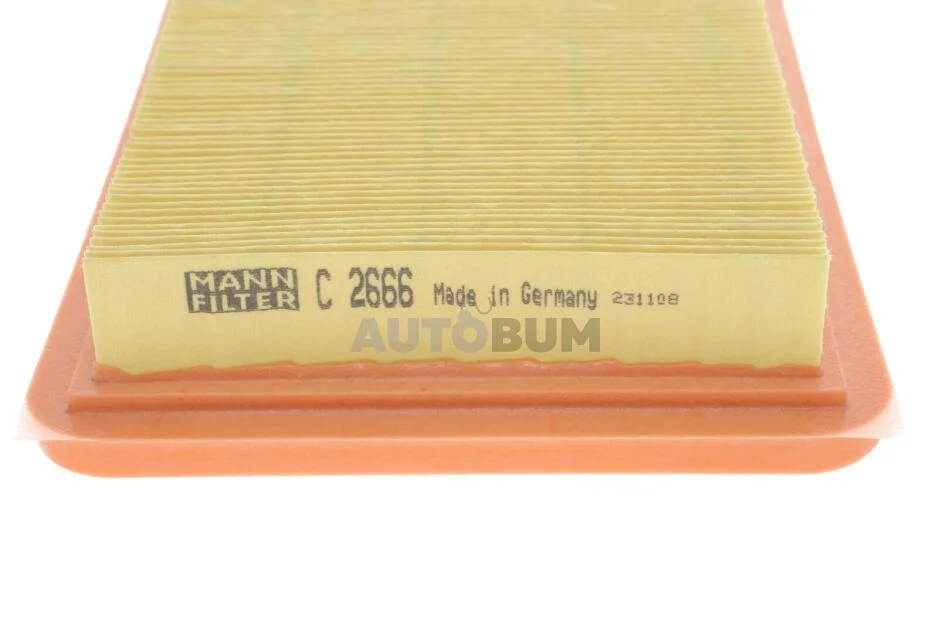 MANN
FILTER
C 2666 Made in Germany 231108
AUTOBUM